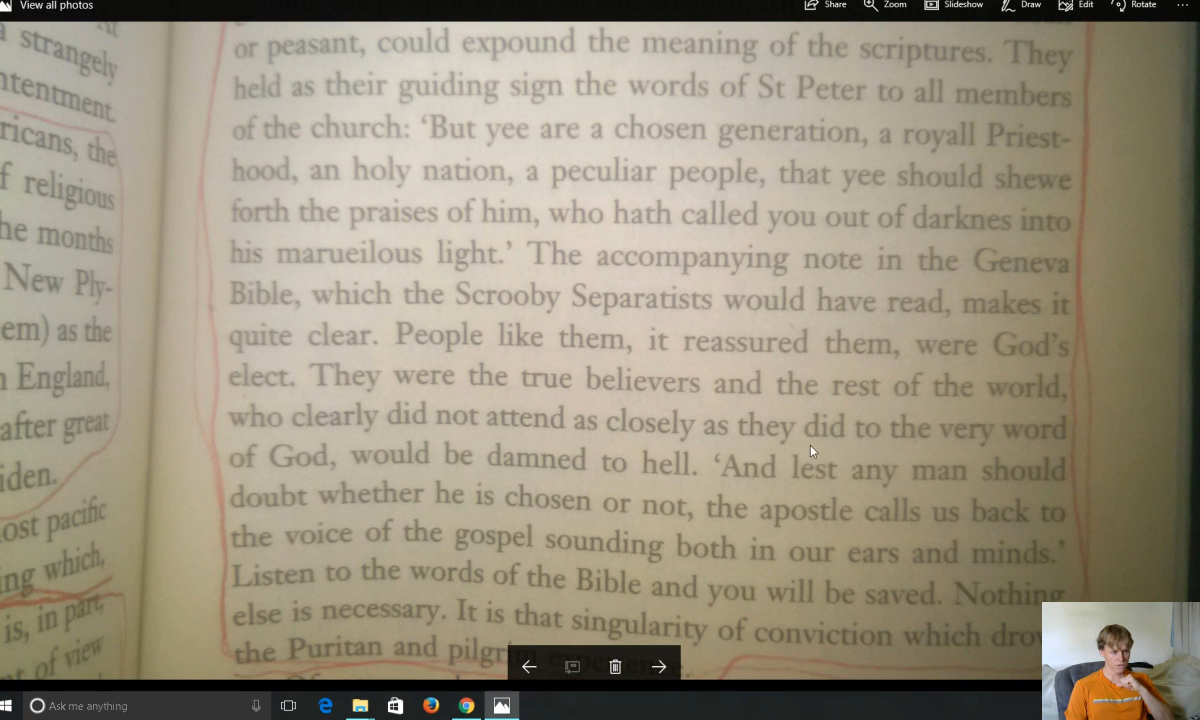 View all photos
Share Zoom Slideshow Draw Edit Rotate
strangely
ntentment.
ricans, the
f religious
he months
New Ply-
em) as the
England,
after great
iden.
ost pacific
ing which,
is, in part,
nt of view
or peasant, could expound the meaning of the scriptures. They
held as their guiding sign the words of St Peter to all members
of the church: ‘But yee are a chosen generation, a royall Priest-
hood, an holy nation, a peculiar people, that yee should shewe
forth the praises of him, who hath called you out of darknes into
his marueilous light.’ The accompanying note in the Geneva
Bible, which the Scrooby Separatists would have read, makes it
quite clear. People like them, it reassured them, were God’s
elect. They were the true believers and the rest of the world,
who clearly did not attend as closely as they did to the very word
of God, would be damned to hell. ‘And lest any man should
doubt whether he is chosen or not, the apostle calls us back to
the voice of the gospel sounding both in our ears and minds.’
Listen to the words of the Bible and you will be saved. Nothing
else is necessary. It is that singularity of conviction which drov
the Puritan and pilgrim experience.
Ask me anything